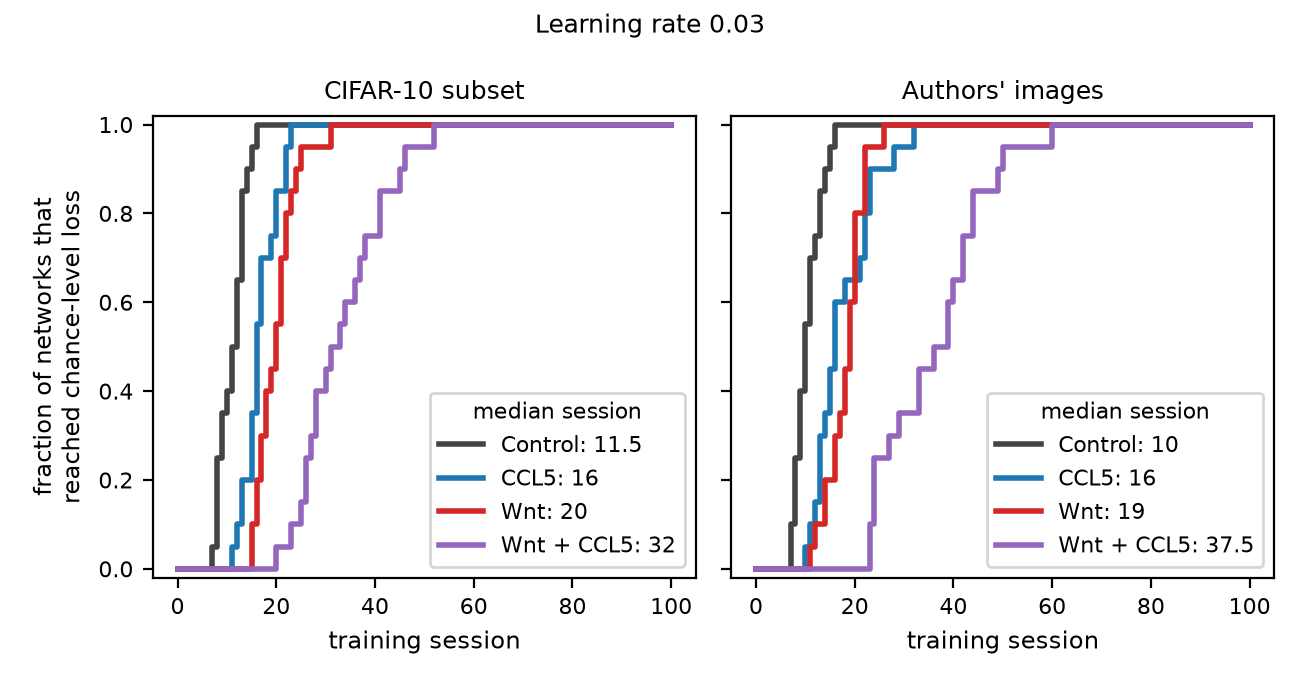 Learning rate 0.03
CIFAR-10 subset
fraction of networks that
reached chance-level loss
1.0
0.8
0.6
0.4
0.2
0.0
0
20
40
60
80
100
training session
median session
Control: 11.5
CCL5: 16
Wnt: 20
Wnt + CCL5: 32
Authors' images
0
20
40
60
80
100
training session
median session
Control: 10
CCL5: 16
Wnt: 19
Wnt + CCL5: 37.5